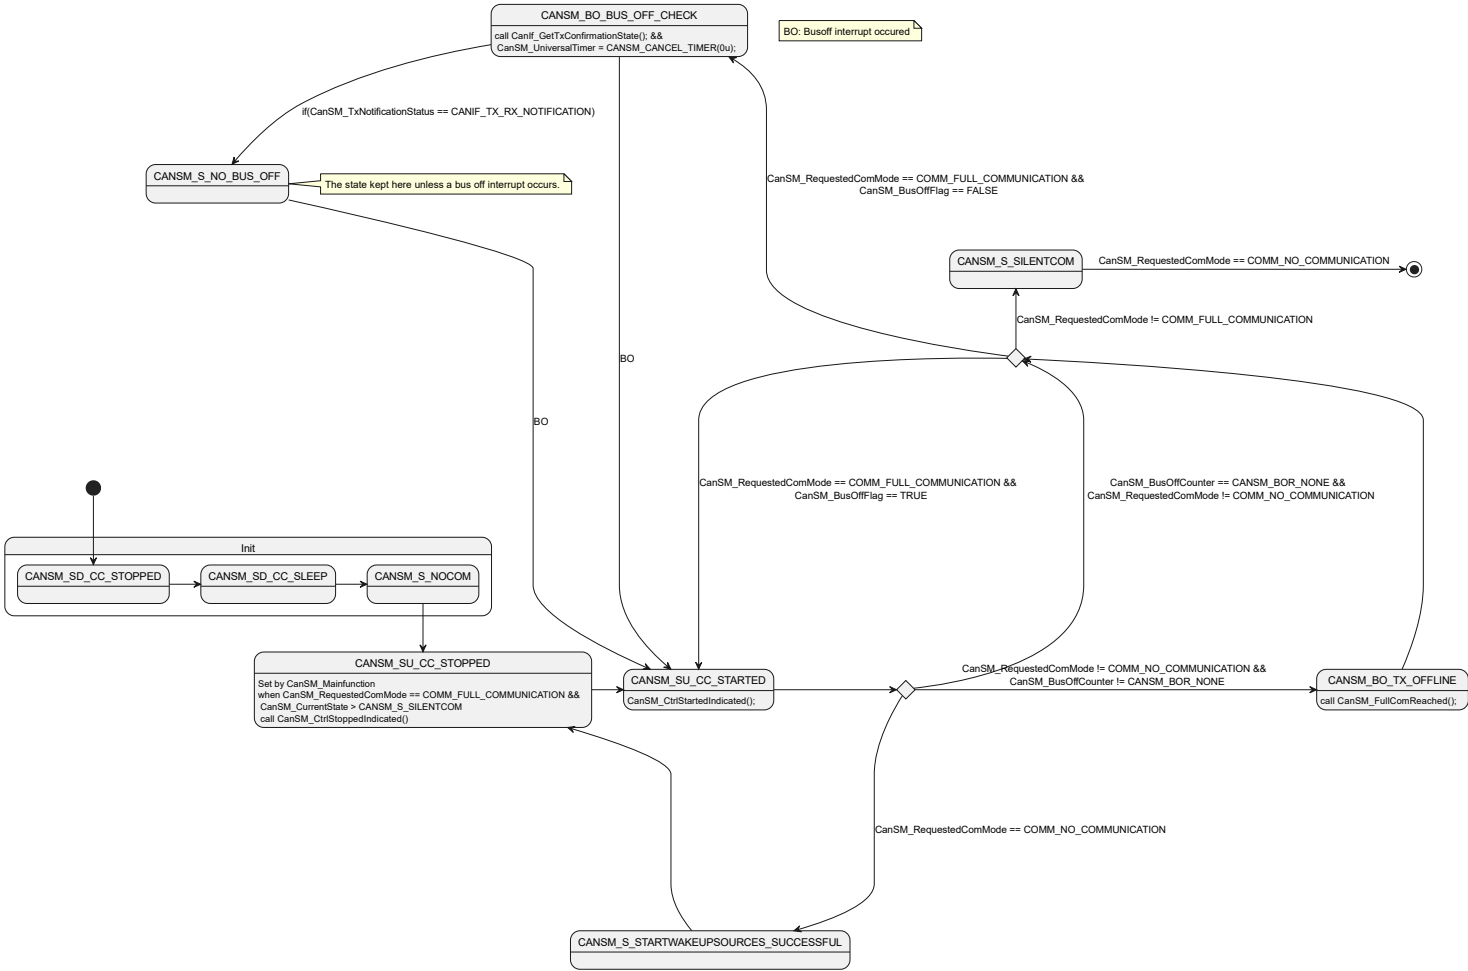 CANSM_BO_BUS_OFF_CHECK
call CanIf_GetTxConfirmationState(); &&
CanSM_UniversalTimer = CANSM_CANCEL_TIMER(0u);
BO: Busoff interrupt occured
if(CanSM_TxNotificationStatus == CANIF_TX_RX_NOTIFICATION)
CANSM_S_NO_BUS_OFF
The state kept here unless a bus off interrupt occurs.
CanSM_RequestedComMode == COMM_FULL_COMMUNICATION &&
CanSM_BusOffFlag == FALSE
CANSM_S_SILENTCOM
CanSM_RequestedComMode == COMM_NO_COMMUNICATION
CanSM_RequestedComMode != COMM_FULL_COMMUNICATION
BO
BO
CanSM_RequestedComMode == COMM_FULL_COMMUNICATION &&
CanSM_BusOffFlag == TRUE
CanSM_BusOffCounter == CANSM_BOR_NONE &&
CanSM_RequestedComMode != COMM_NO_COMMUNICATION
Init
CANSM_SD_CC_STOPPED
CANSM_SD_CC_SLEEP
CANSM_S_NOCOM
CANSM_SU_CC_STOPPED
Set by CanSM_Mainfunction
when CanSM_RequestedComMode == COMM_FULL_COMMUNICATION &&
CanSM_CurrentState > CANSM_S_SILENTCOM
call CanSM_CtrlStoppedIndicated()
CANSM_SU_CC_STARTED
CanSM_CtrlStartedIndicated();
CanSM_RequestedComMode != COMM_NO_COMMUNICATION &&
CanSM_BusOffCounter != CANSM_BOR_NONE
CANSM_BO_TX_OFFLINE
call CanSM_FullComReached();
CanSM_RequestedComMode == COMM_NO_COMMUNICATION
CANSM_S_STARTWAKEUPSOURCES_SUCCESSFUL